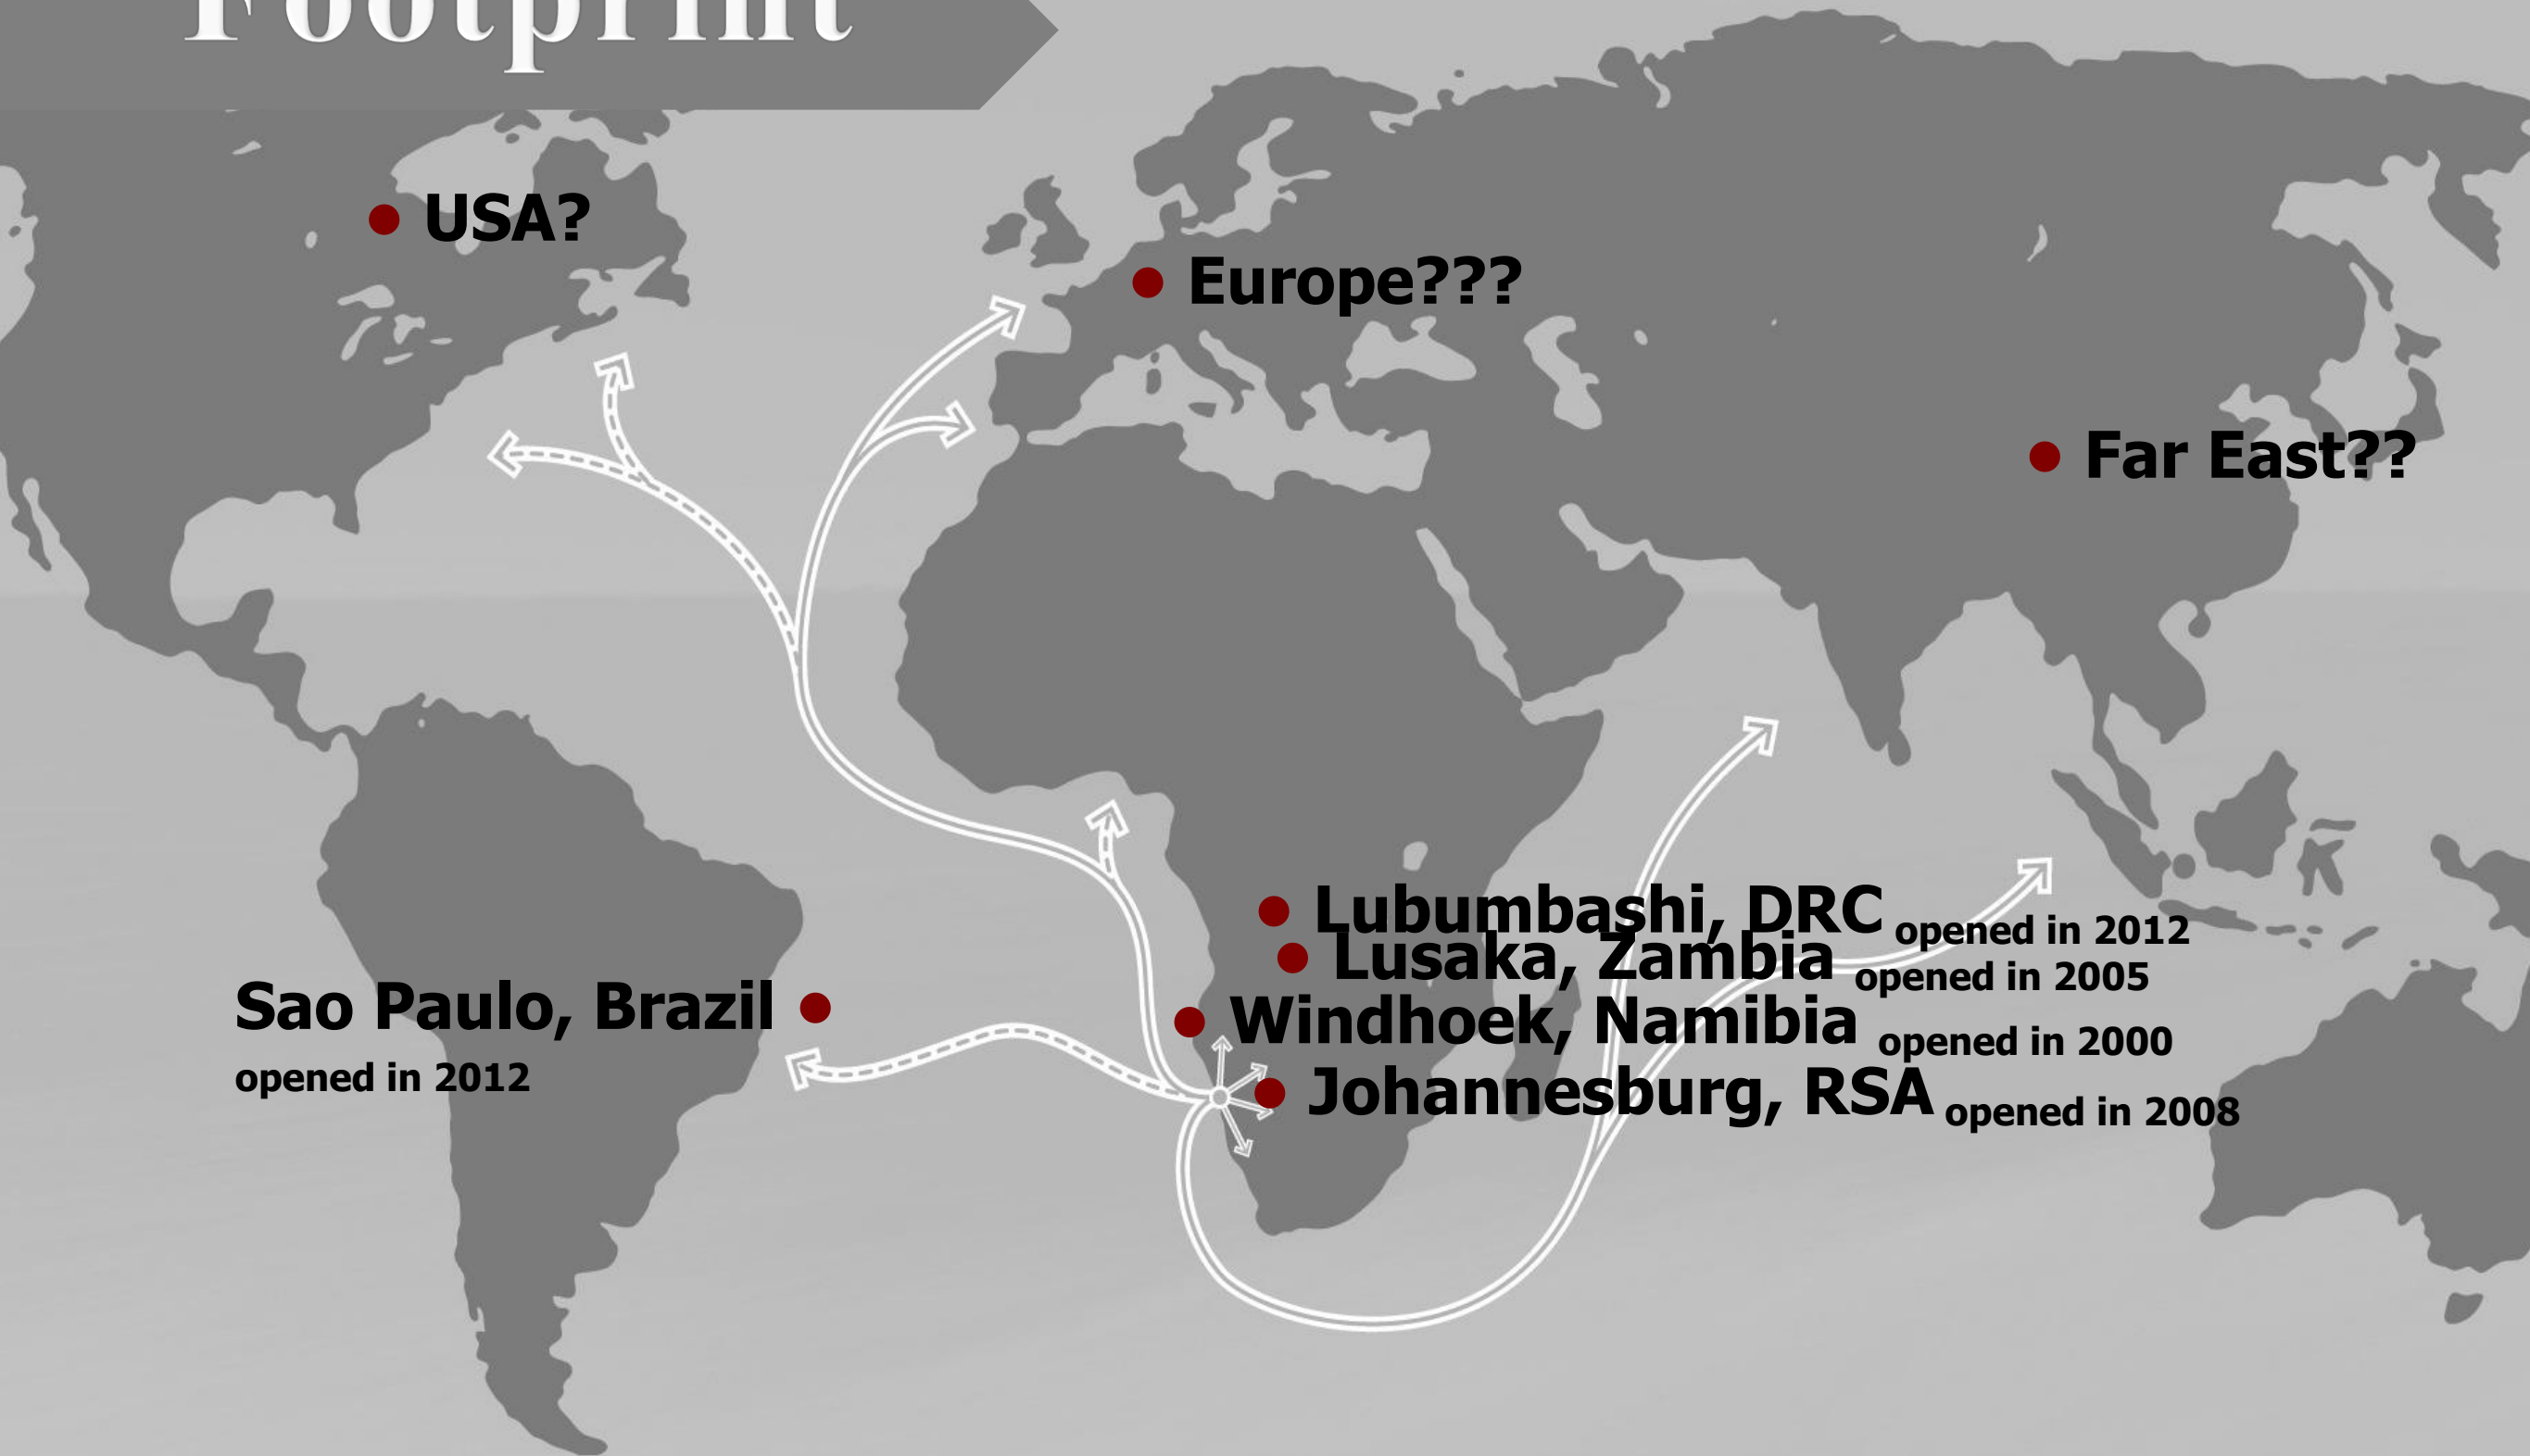 Footprint
USA?
Europe???
Far East??
Lubumbashi, DRC opened in 2012
Lusaka, Zambia opened in 2005
Sao Paulo, Brazil
opened in 2012
Windhoek, Namibia opened in 2000
Johannesburg, RSA opened in 2008